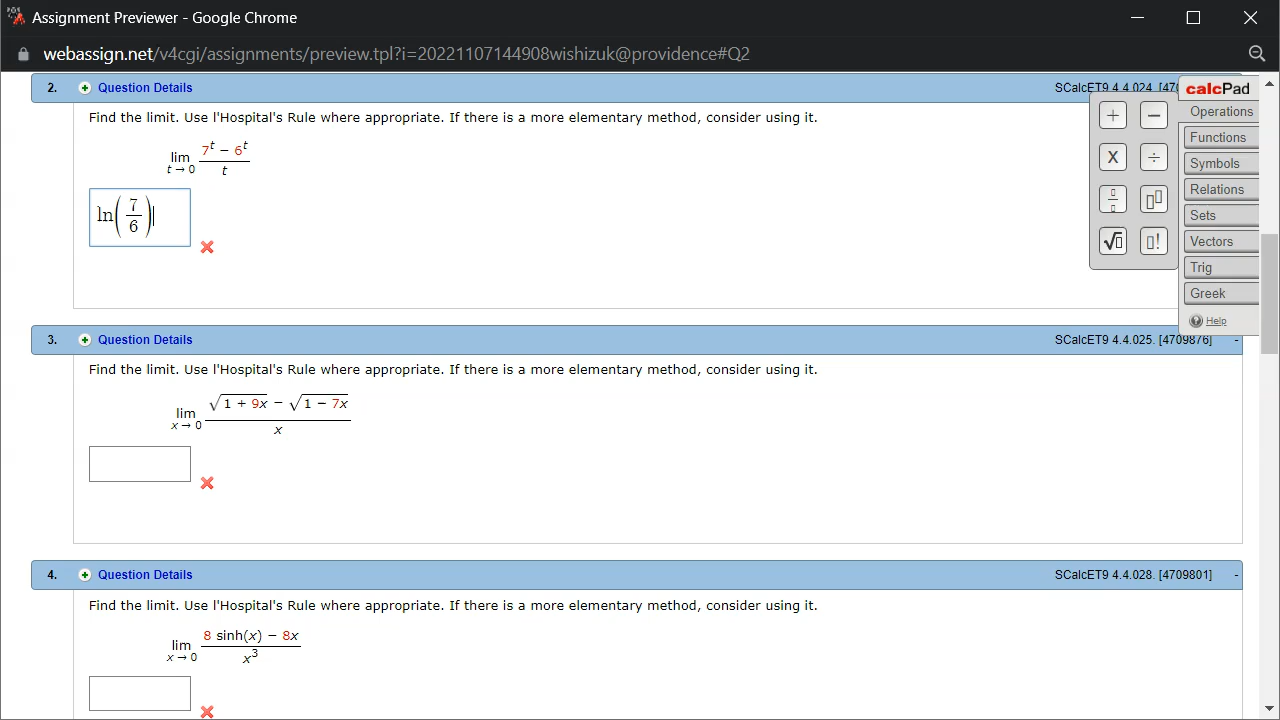 Assignment Previewer - Google Chrome
webassign.net/v4cgi/assignments/preview.tpl?i=20221107144908wishizuk@providence#Q2
2. Question Details SCalcET9 4.4.024. [47
calcPad
Operations
Functions
Symbols
Relations
Sets
Vectors
Trig
Greek
Help
+ −
X ÷
√ !
Find the limit. Use l'Hospital's Rule where appropriate. If there is a more elementary method, consider using it.
lim t→0 (7^t − 6^t)/t
ln(7/6)
3. Question Details SCalcET9 4.4.025. [4709876] -
Find the limit. Use l'Hospital's Rule where appropriate. If there is a more elementary method, consider using it.
lim x→0 (√(1 + 9x) − √(1 − 7x))/x
4. Question Details SCalcET9 4.4.028. [4709801] -
Find the limit. Use l'Hospital's Rule where appropriate. If there is a more elementary method, consider using it.
lim x→0 (8 sinh(x) − 8x)/x^3